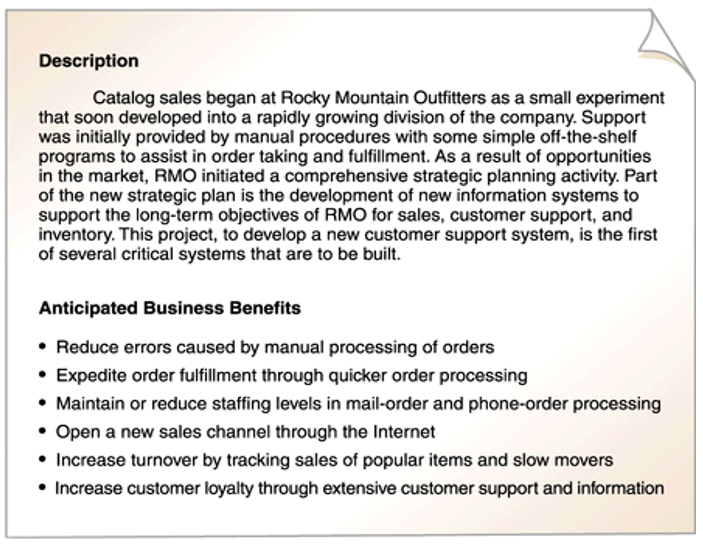 Description
Catalog sales began at Rocky Mountain Outfitters as a small experiment
that soon developed into a rapidly growing division of the company. Support
was initially provided by manual procedures with some simple off-the-shelf
programs to assist in order taking and fulfillment. As a result of opportunities
in the market, RMO initiated a comprehensive strategic planning activity. Part
of the new strategic plan is the development of new information systems to
support the long-term objectives of RMO for sales, customer support, and
inventory. This project, to develop a new customer support system, is the first
of several critical systems that are to be built.
Anticipated Business Benefits
• Reduce errors caused by manual processing of orders
• Expedite order fulfillment through quicker order processing
• Maintain or reduce staffing levels in mail-order and phone-order processing
• Open a new sales channel through the Internet
• Increase turnover by tracking sales of popular items and slow movers
• Increase customer loyalty through extensive customer support and information